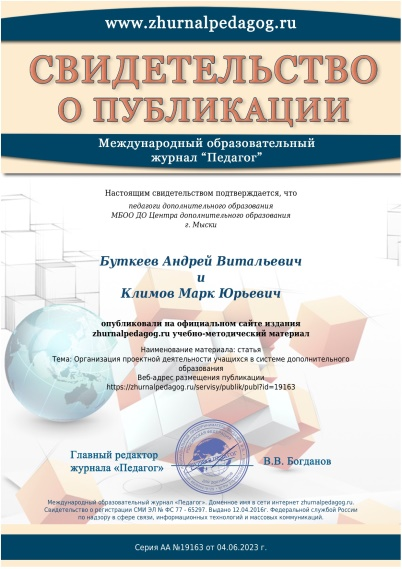 www.zhurnalpedagog.ru
СВИДЕТЕЛЬСТВО
О ПУБЛИКАЦИИ
Международный образовательный
журнал “Педагог”
Настоящим свидетельством подтверждается, что
педагоги дополнительного образования
МБОО ДО Центра дополнительного образования
г. Мыски
Буткеев Андрей Витальевич
и
Климов Марк Юрьевич
опубликовали на официальном сайте издания
zhurnalpedagog.ru учебно-методический материал
Наименование материала: статья
Тема: Организация проектной деятельности учащихся в системе дополнительного
образования
Веб-адрес размещения публикации
https://zhurnalpedagog.ru/servisy/publik/publ?id=19163
Главный редактор
журнала «Педагог»
В.В. Богданов
Международный образовательный журнал «Педагог». Доменное имя в сети интернет zhurnalpedagog.ru.
Свидетельство о регистрации СМИ ЭЛ № ФС 77 - 65297. Выдано 12.04.2016г. Федеральной службой России
по надзору в сфере связи, информационных технологий и массовых коммуникаций.
Серия АА №19163 от 04.06.2023 г.